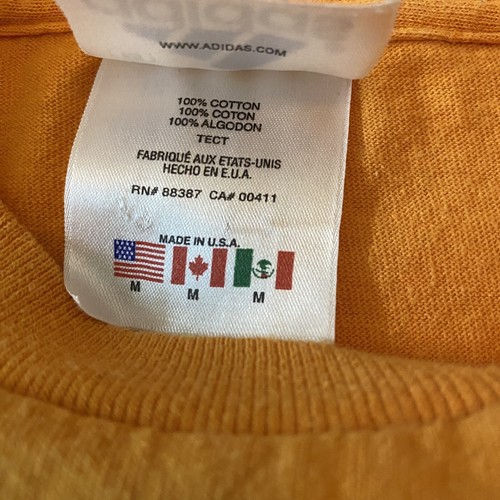 adidas
WWW.ADIDAS.COM
100% COTTON
100% COTON
100% ALGODON
TECT
FABRIQUÉ AUX ETATS-UNIS
HECHO EN E.U.A.
RN# 88387 CA# 00411
MADE IN U.S.A.
M
M
M